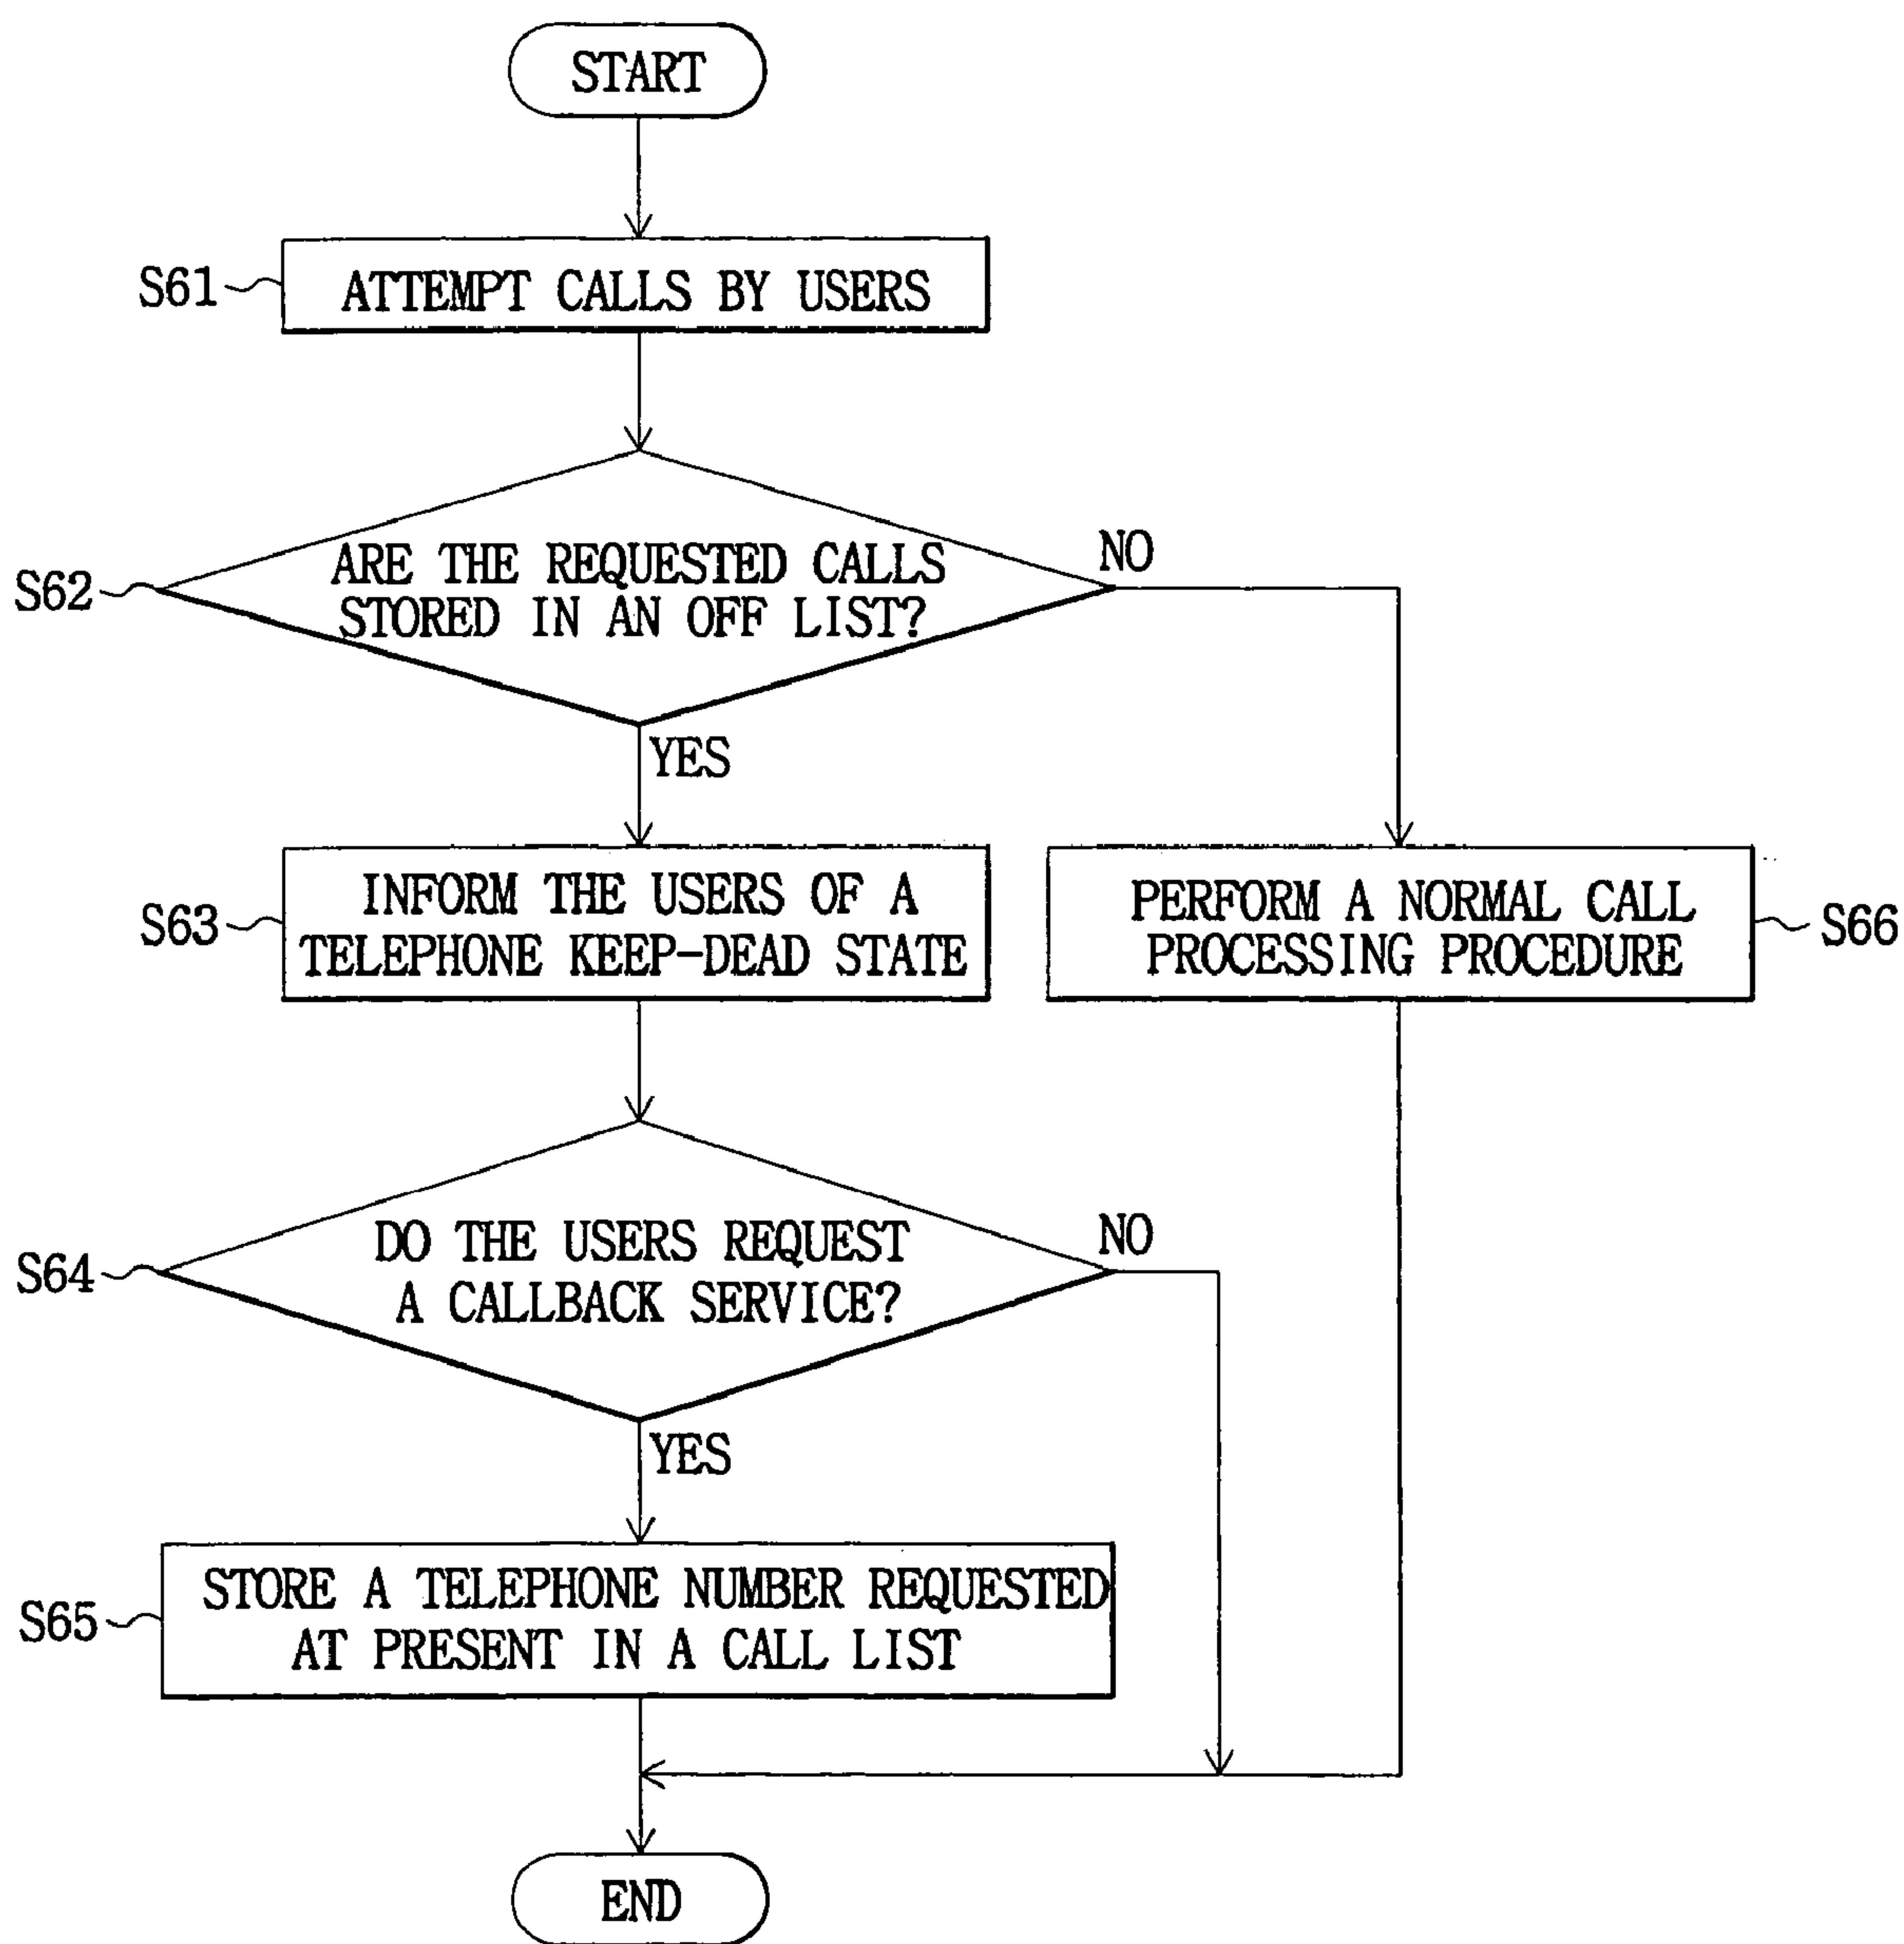 START
S61
ATTEMPT CALLS BY USERS
S62
ARE THE REQUESTED CALLS
STORED IN AN OFF LIST?
NO
YES
S63
INFORM THE USERS OF A
TELEPHONE KEEP-DEAD STATE
PERFORM A NORMAL CALL
PROCESSING PROCEDURE
S66
S64
DO THE USERS REQUEST
A CALLBACK SERVICE?
NO
YES
S65
STORE A TELEPHONE NUMBER REQUESTED
AT PRESENT IN A CALL LIST
END